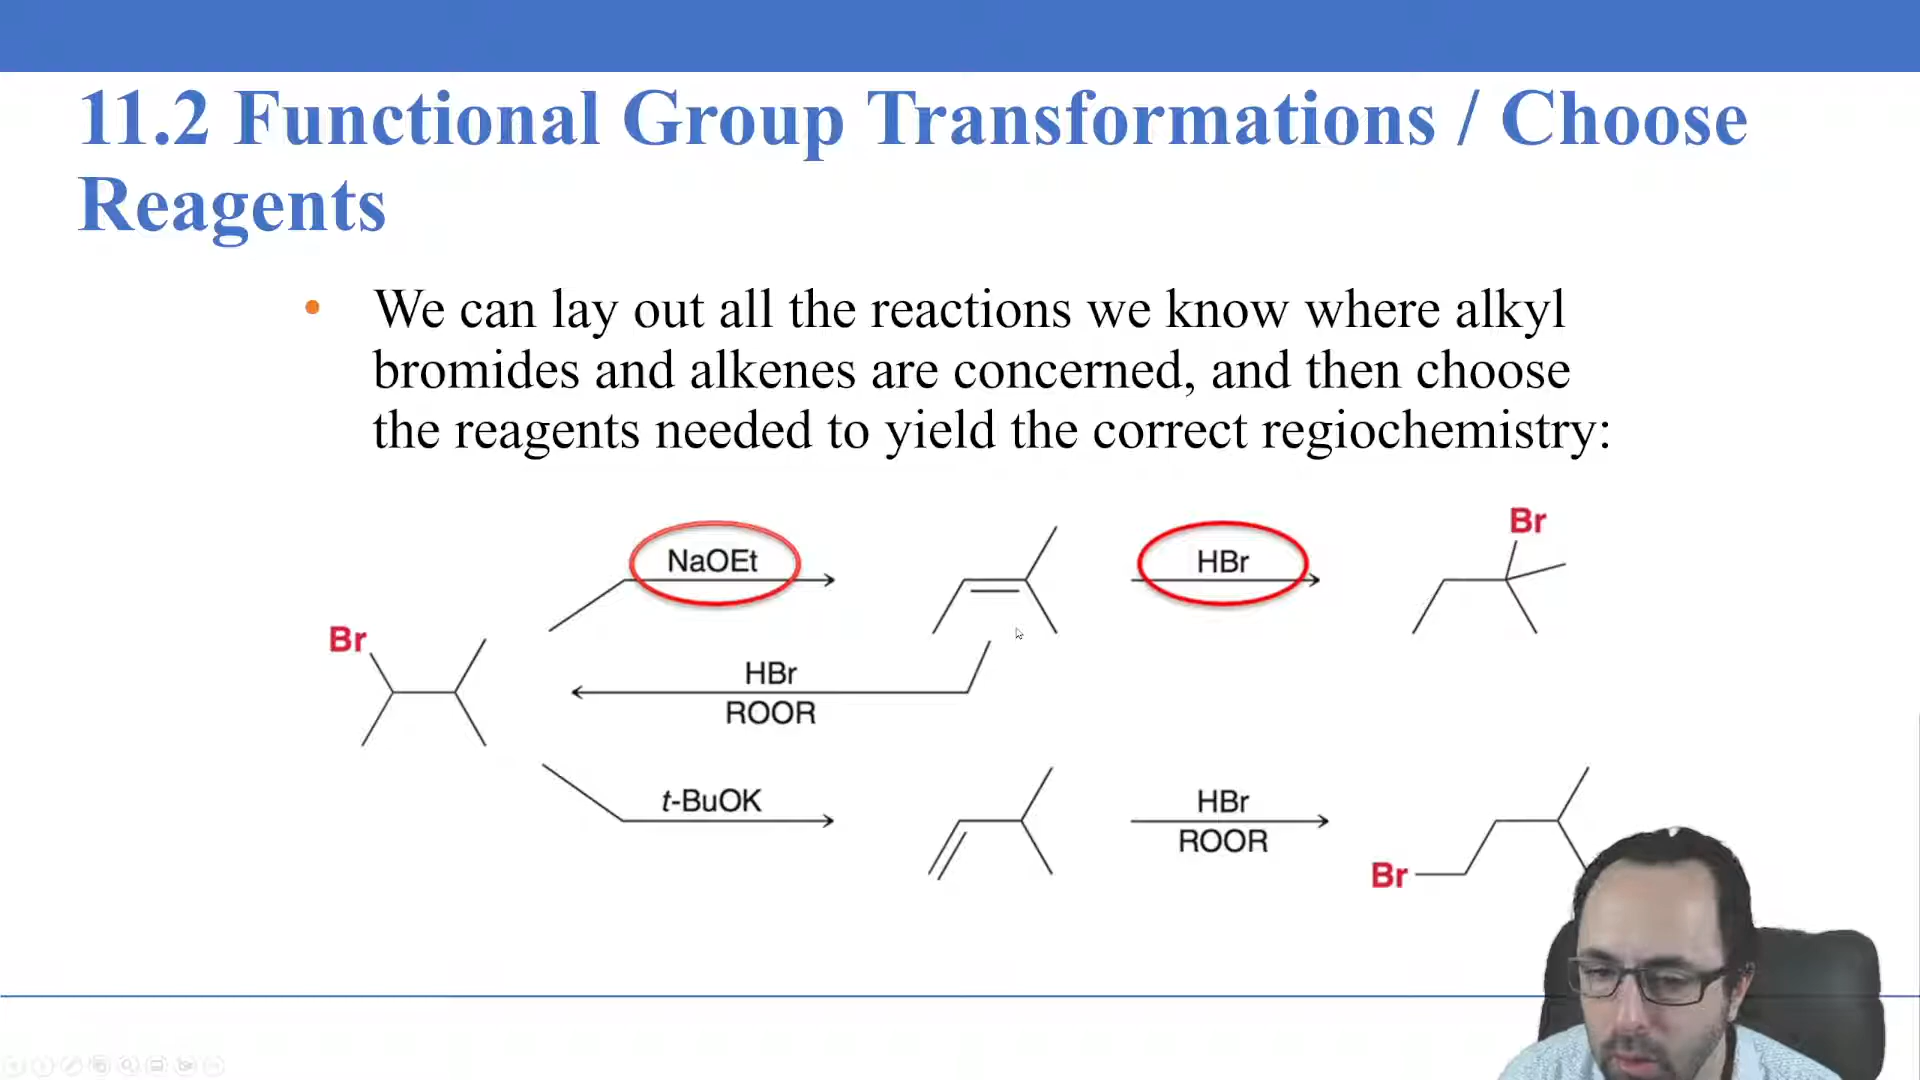 11.2 Functional Group Transformations / Choose
Reagents
• We can lay out all the reactions we know where alkyl
bromides and alkenes are concerned, and then choose
the reagents needed to yield the correct regiochemistry:
NaOEt
HBr
Br
Br
HBr
ROOR
t-BuOK
HBr
ROOR
Br